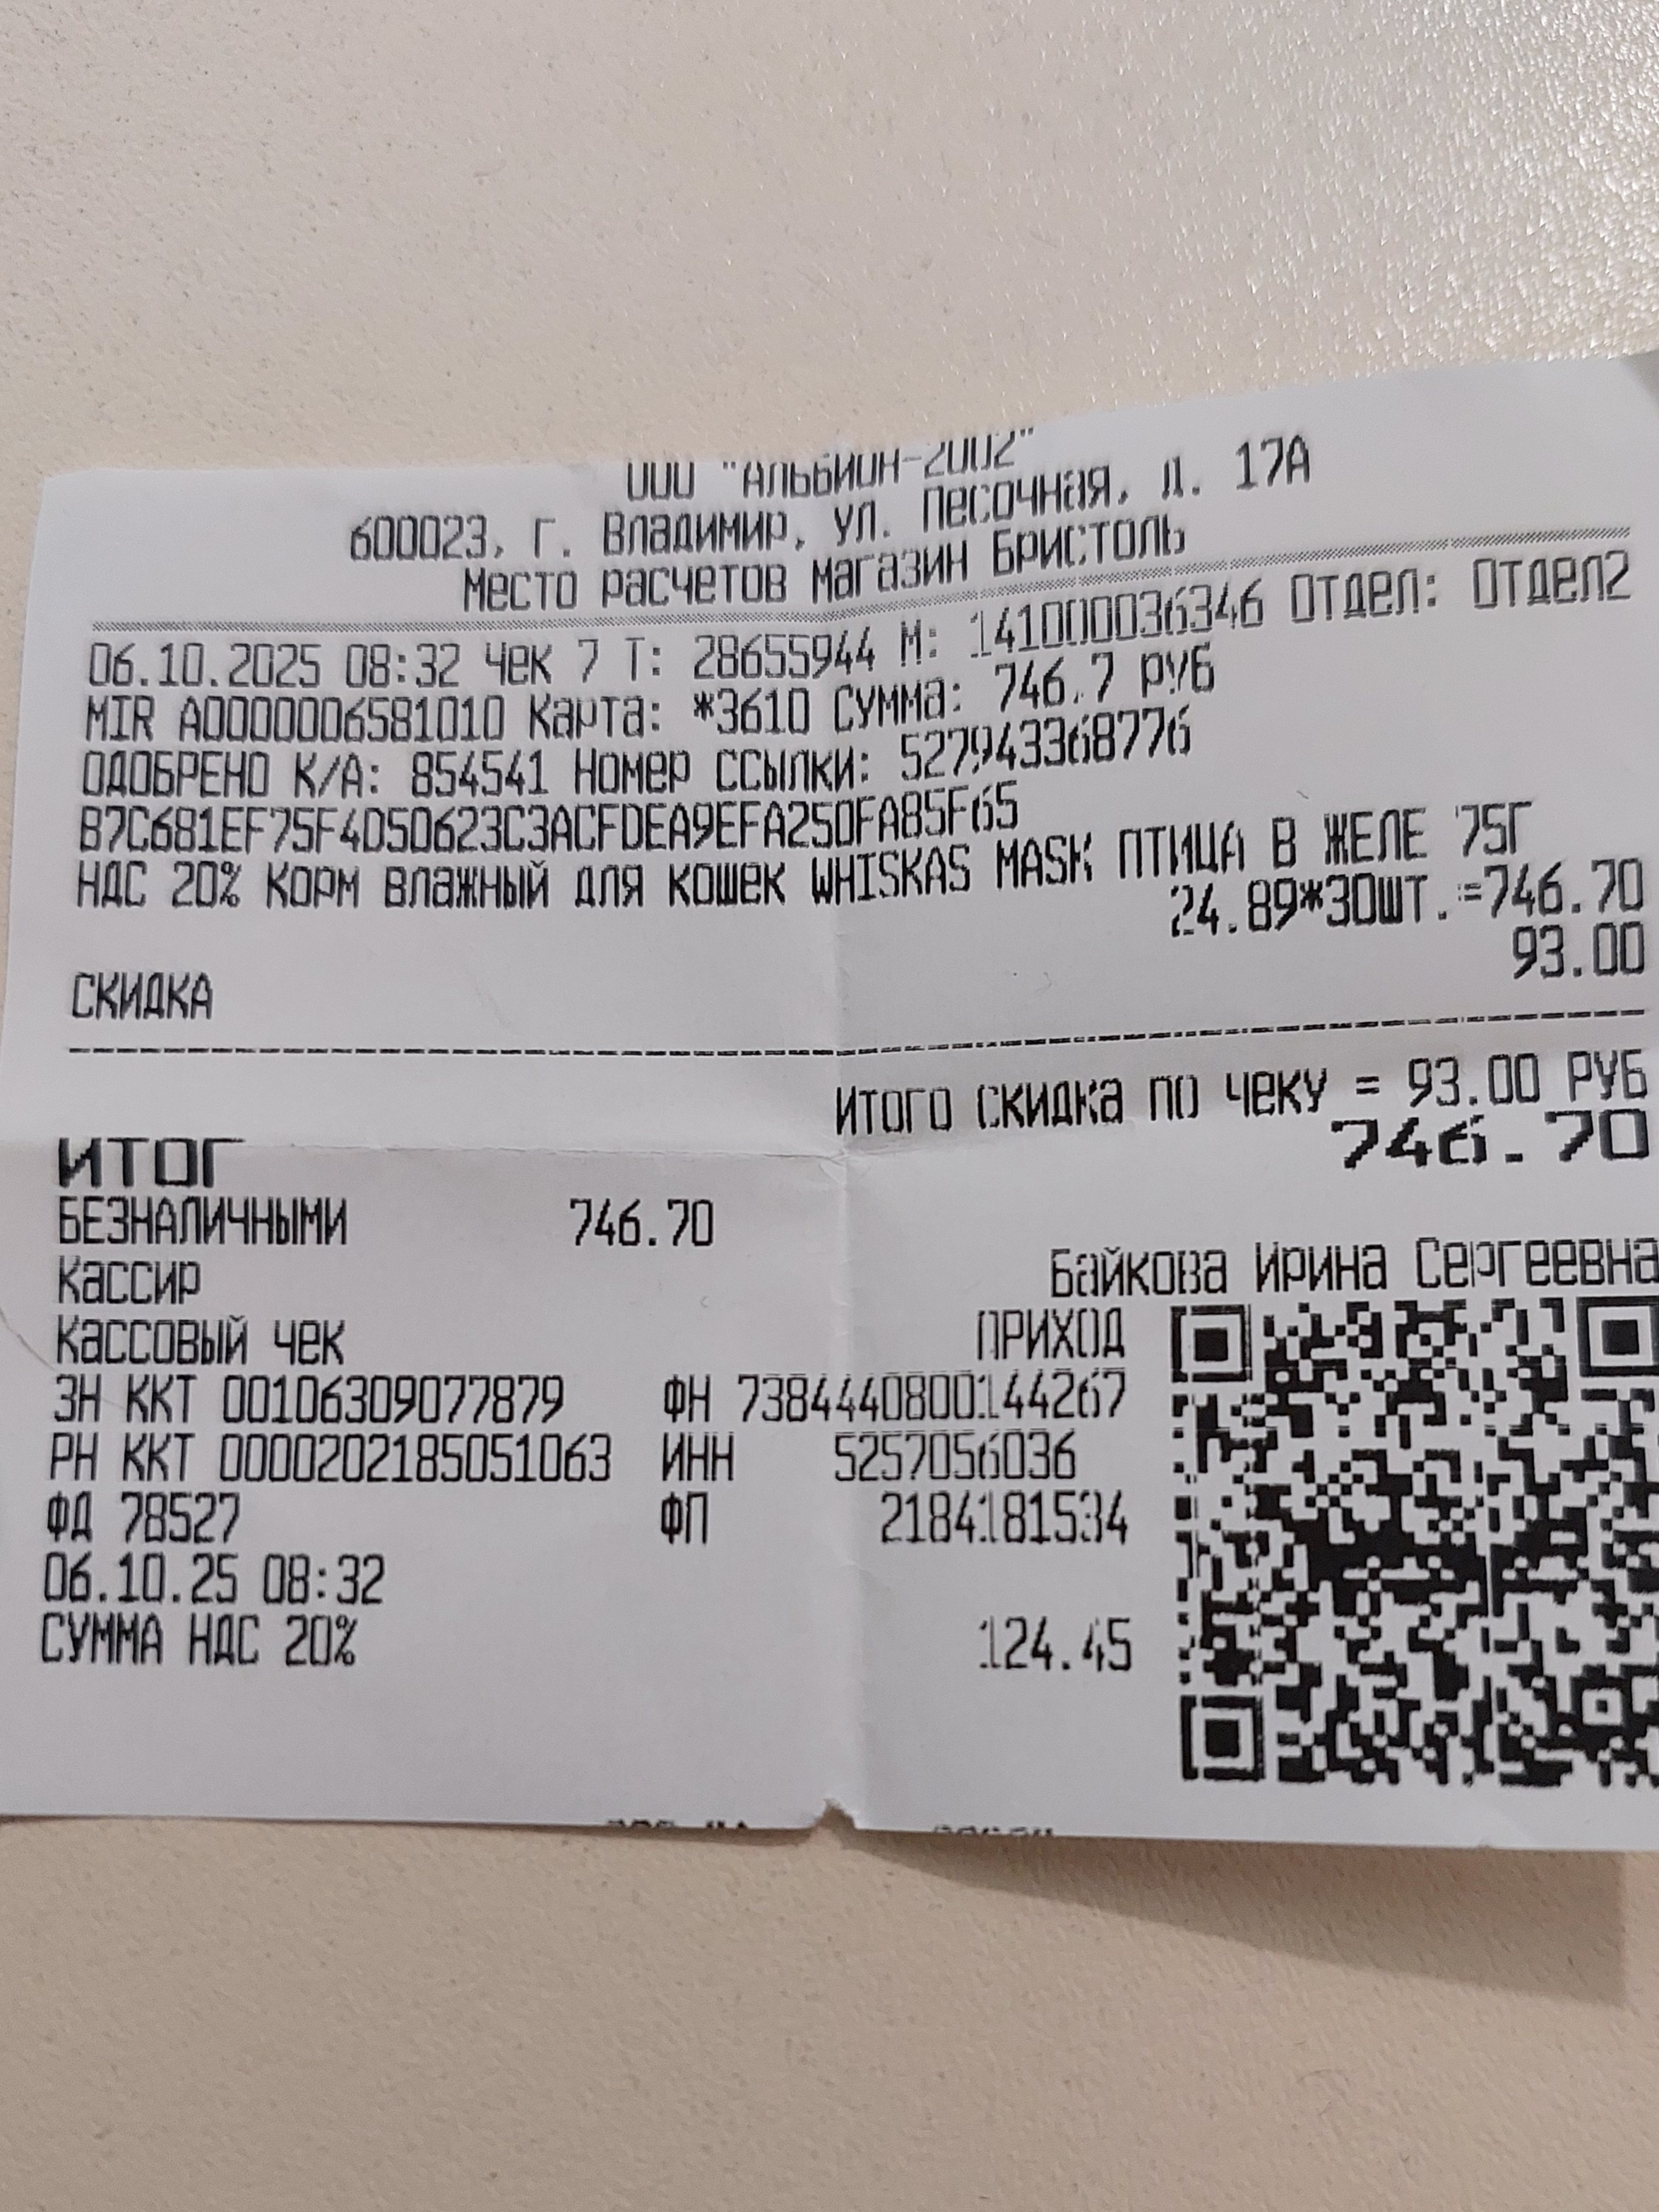 ООО "Альбион-2002"
600023, г. Владимир, ул. Песочная, д. 17А
Место расчетов магазин Бристоль
06.10.2025 08:32 Чек 7 Т: 28655944 М: 141000036346 Отдел: Отдел2
MIR A0000006581010 Карта: *3610 Сумма: 746.7 РУБ
ОДОБРЕНО К/А: 854541 Номер ссылки: 527943368776
B7C681EF75F4D50623C3ACFDEA9EFA250FA85F65
НДС 20% Корм влажный для кошек WHISKAS MASK ПТИЦА В ЖЕЛЕ 75Г
24.89*30шт.=746.70
СКИДКА 93.00
Итого скидка по чеку = 93.00 РУБ
ИТОГ 746.70
БЕЗНАЛИЧНЫМИ 746.70
Кассир Байкова Ирина Сергеевна
Кассовый чек ПРИХОД
ЗН ККТ 00106309077879 ФН 7384440800144267
РН ККТ 0000202185051063 ИНН 5257056036
ФД 78527 ФП 2184181534
06.10.25 08:32
СУММА НДС 20% 124.45